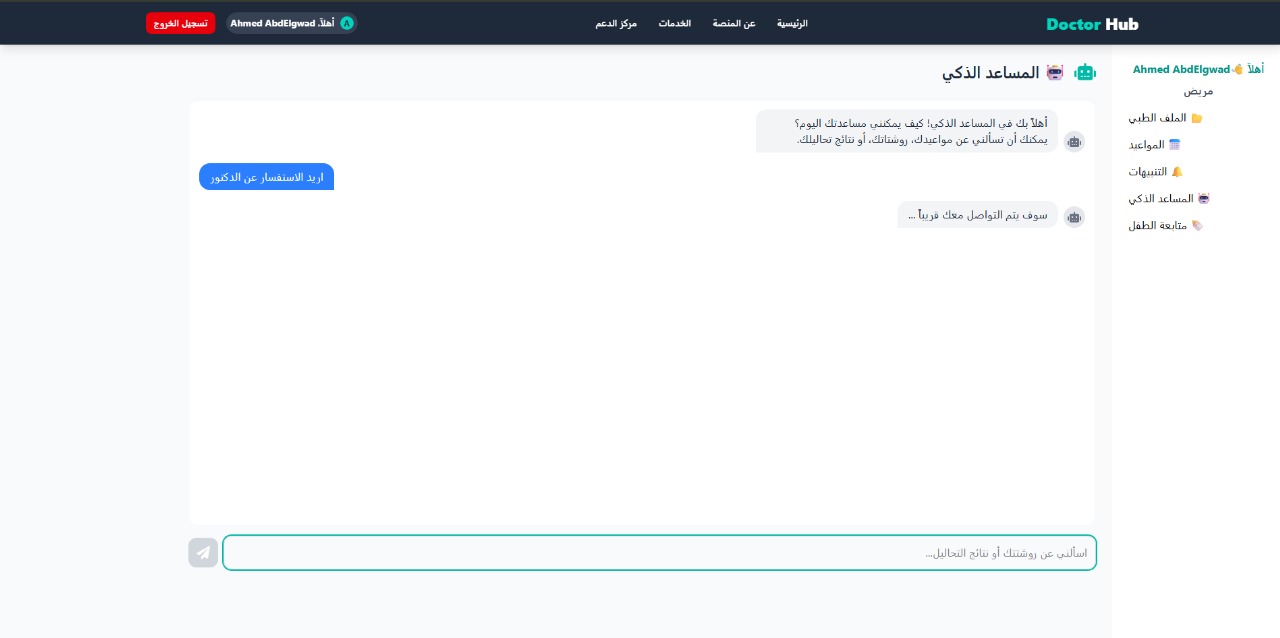 Doctor Hub
الرئيسية
عن المنصة
الخدمات
مركز الدعم
A أهلاً، Ahmed AbdElgwad
تسجيل الخروج
أهلاً Ahmed AbdElgwad
مريض
الملف الطبي
المواعيد
التنبيهات
المساعد الذكي
متابعة الطفل
المساعد الذكي
أهلاً بك في المساعد الذكي! كيف يمكنني مساعدتك اليوم؟
يمكنك أن تسألني عن مواعيدك، روشتاتك، أو نتائج تحاليلك.
اريد الاستفسار عن الدكتور
سوف يتم التواصل معك قريباً ...
اسألني عن روشتتك أو نتائج التحاليل...